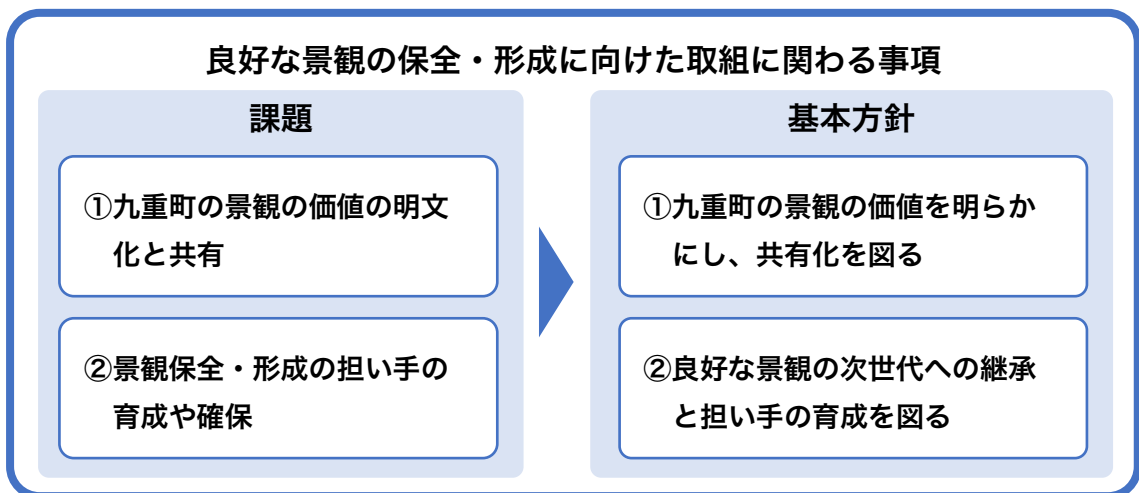 良好な景観の保全・形成に向けた取組に関わる事項
課題
①九重町の景観の価値の明文
化と共有
②景観保全・形成の担い手の
育成や確保
基本方針
①九重町の景観の価値を明らか
にし、共有化を図る
②良好な景観の次世代への継承
と担い手の育成を図る